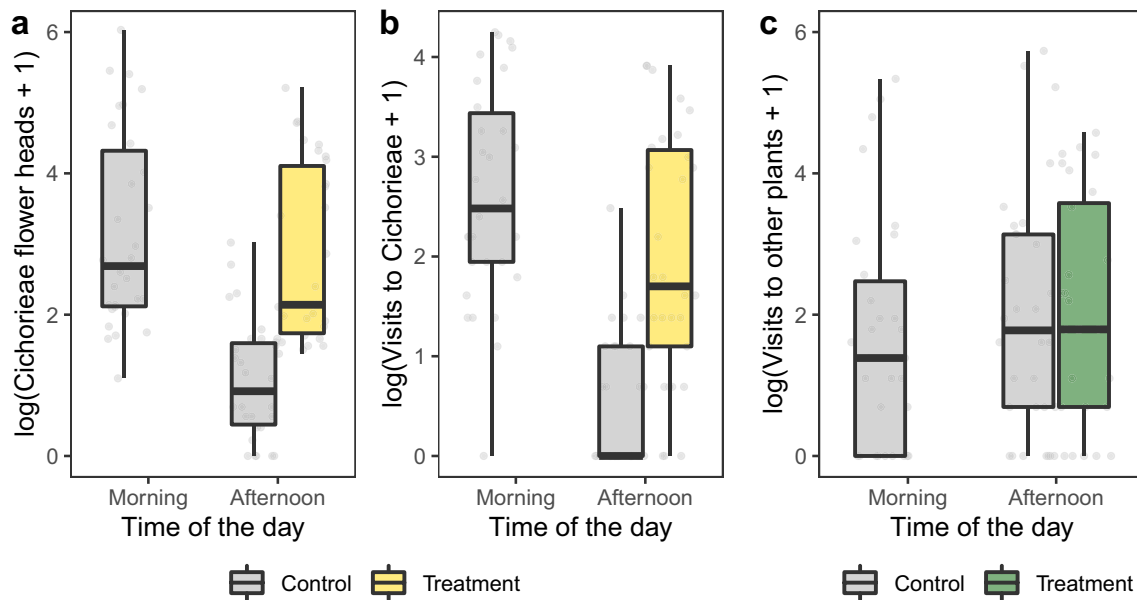 a
log(Cichorieae flower heads + 1)
6
4
2
0
Morning
Afternoon
Time of the day
b
log(Visits to Cichorieae + 1)
4
3
2
1
0
Morning
Afternoon
Time of the day
c
log(Visits to other plants + 1)
6
4
2
0
Morning
Afternoon
Time of the day
Control
Treatment
Control
Treatment